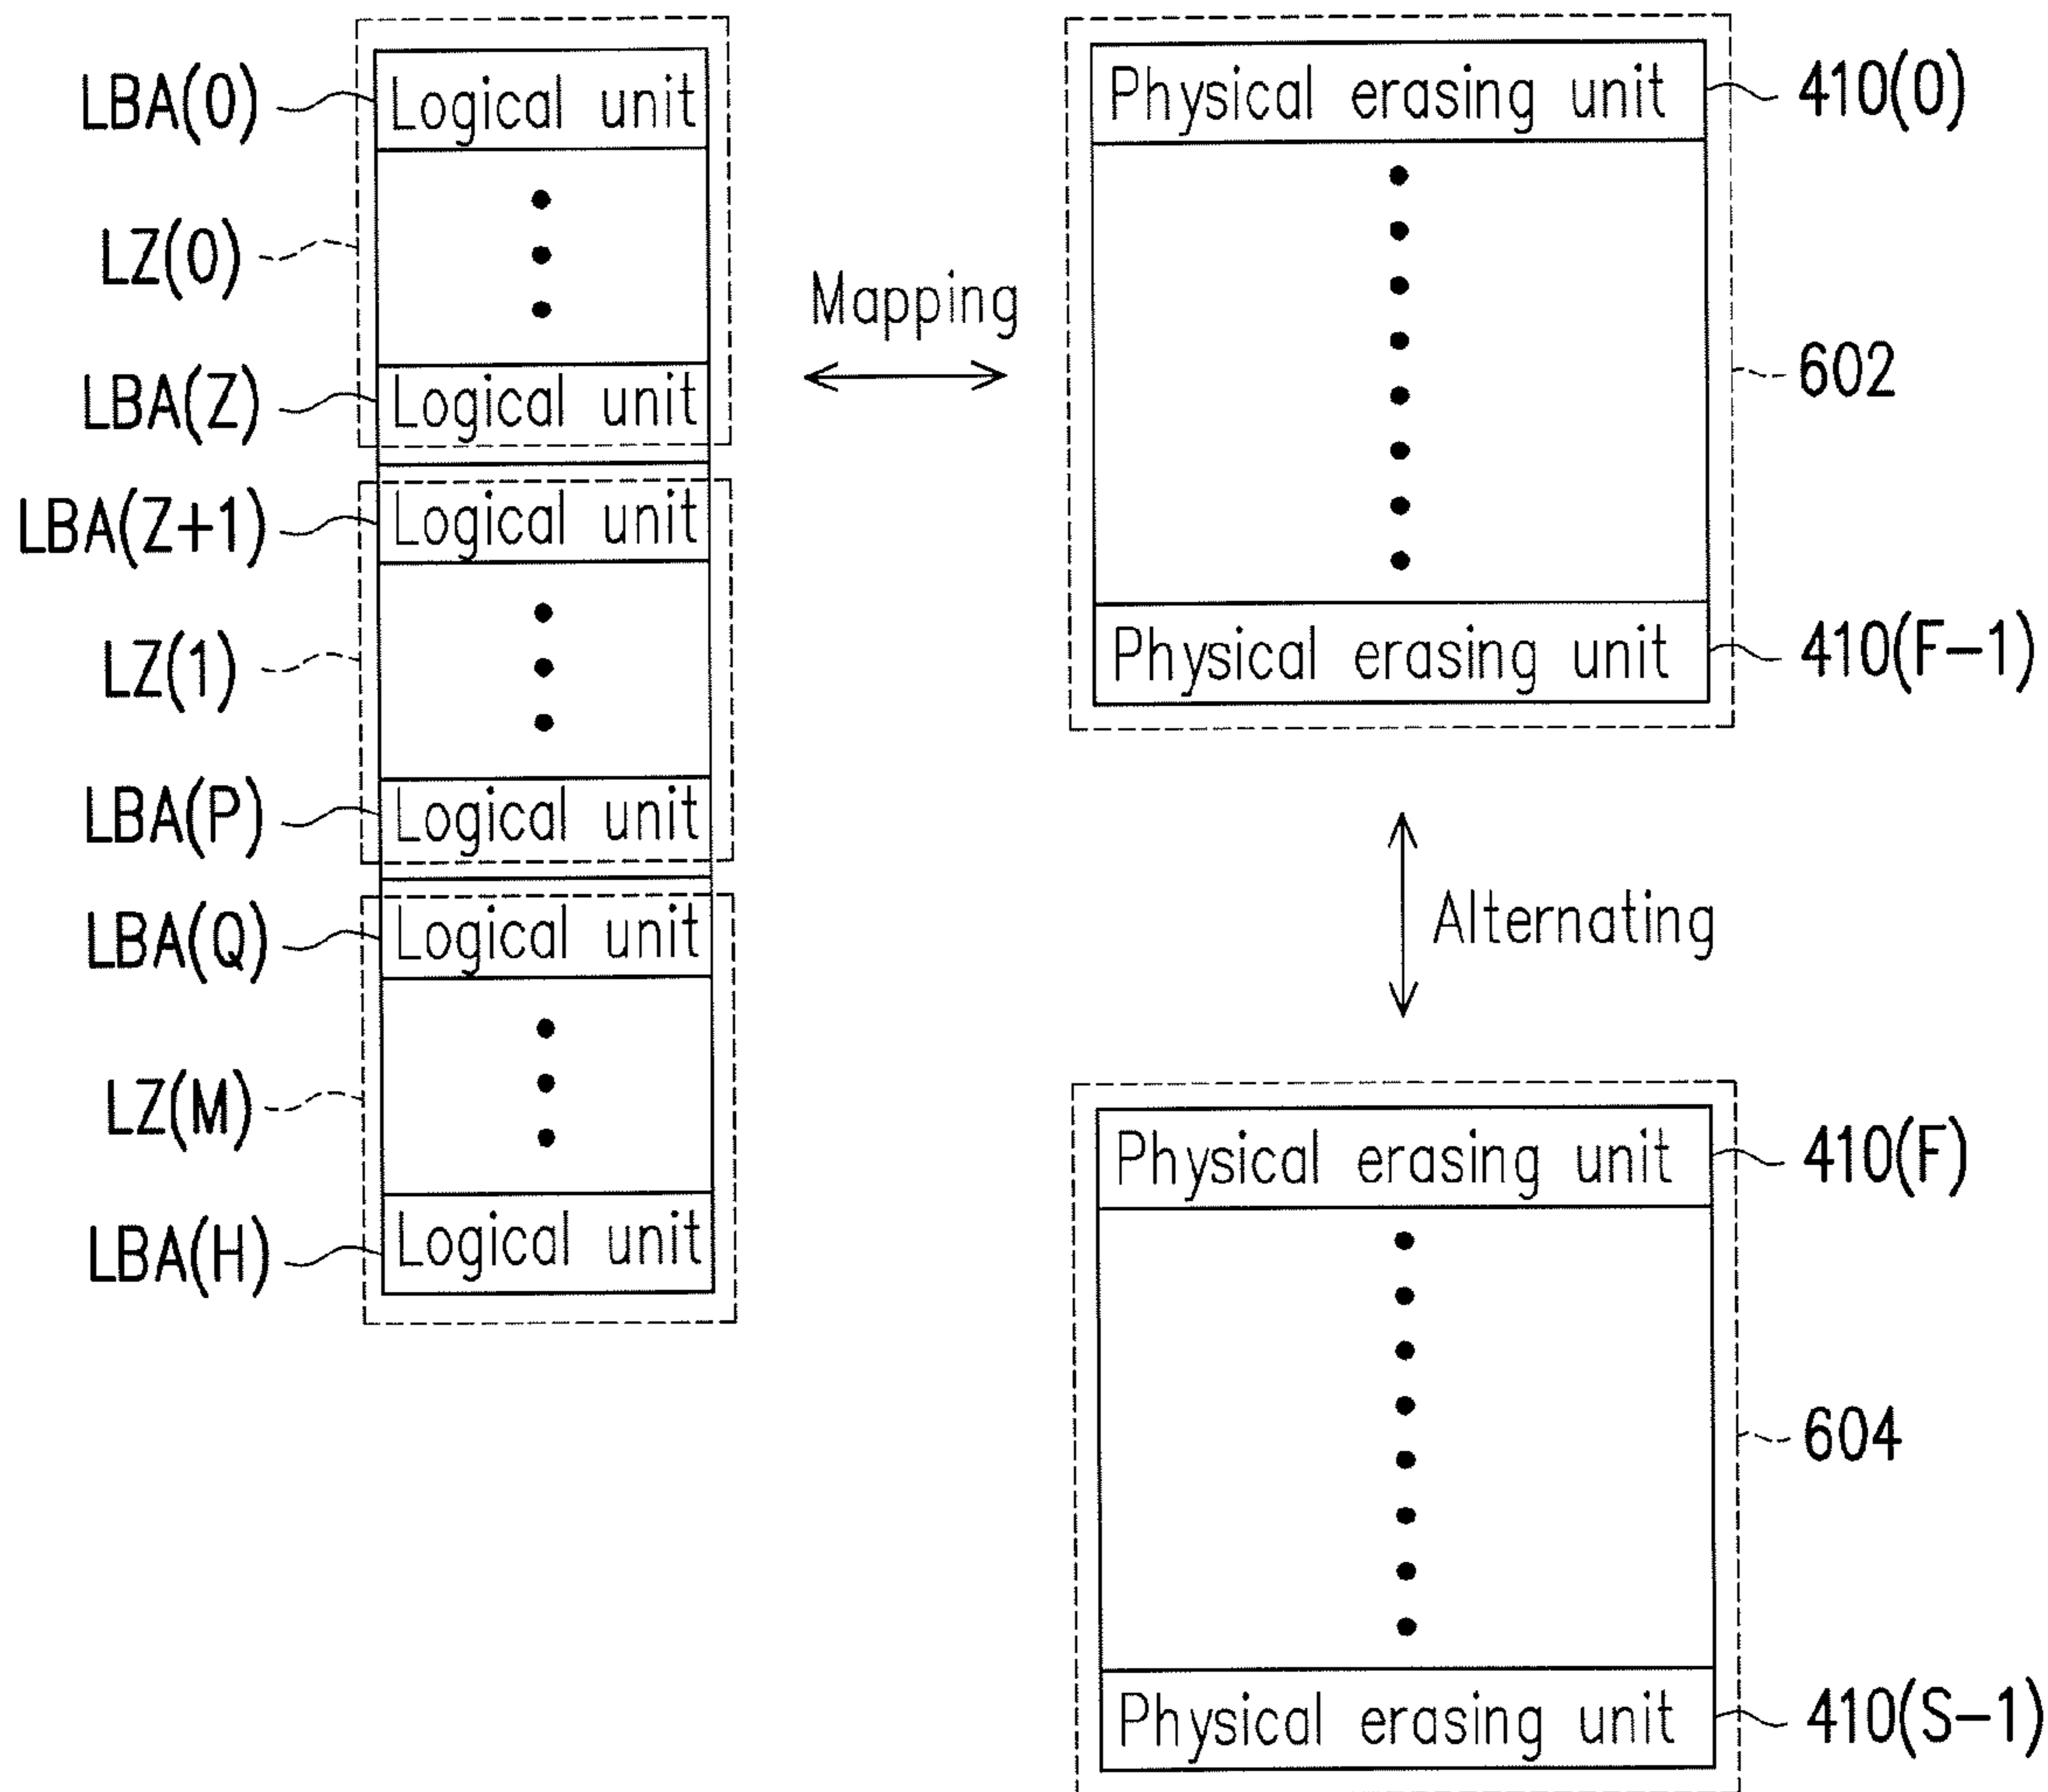 LBA(0)
Logical unit
LZ(0)
LBA(Z)
Logical unit
LBA(Z+1)
Logical unit
LZ(1)
LBA(P)
Logical unit
LBA(Q)
Logical unit
LZ(M)
LBA(H)
Logical unit
Mapping
Physical erasing unit
410(0)
602
Physical erasing unit
410(F-1)
Alternating
Physical erasing unit
410(F)
604
Physical erasing unit
410(S-1)